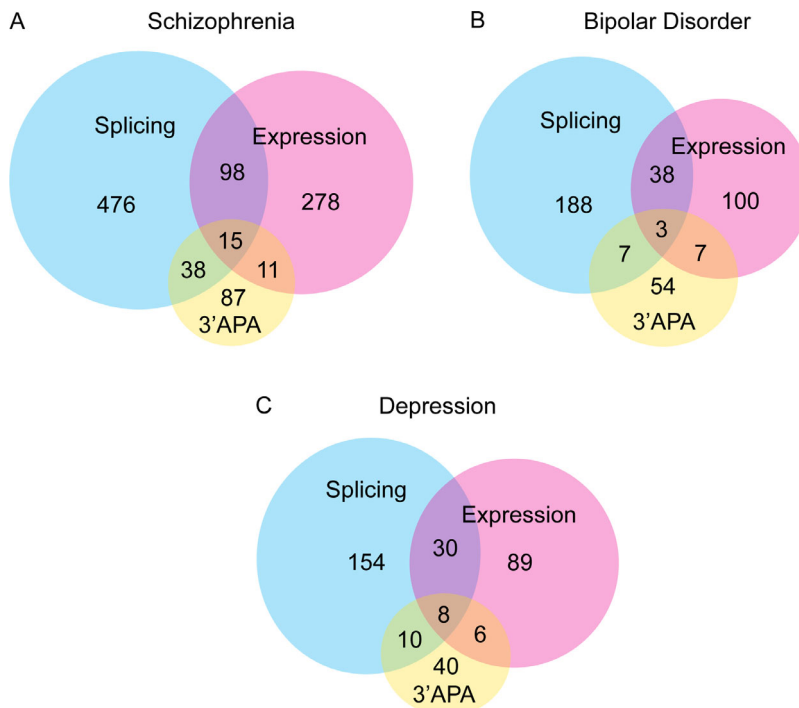 A Schizophrenia
Splicing
Expression
98
476
278
15
38
11
87
3’APA
B Bipolar Disorder
Splicing
Expression
38
188
100
3
7
7
54
3’APA
C Depression
Splicing
Expression
30
154
89
8
10
6
40
3’APA